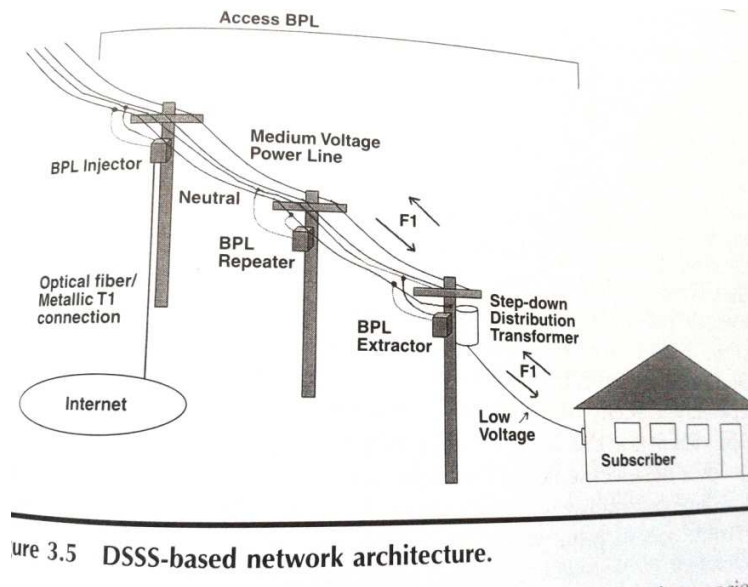 Access BPL
BPL Injector
Medium Voltage
Power Line
Neutral
F1
BPL
Repeater
Optical fiber/
Metallic T1
connection
Step-down
Distribution
Transformer
BPL
Extractor
F1
Internet
Low
Voltage
Subscriber
ure 3.5 DSSS-based network architecture.